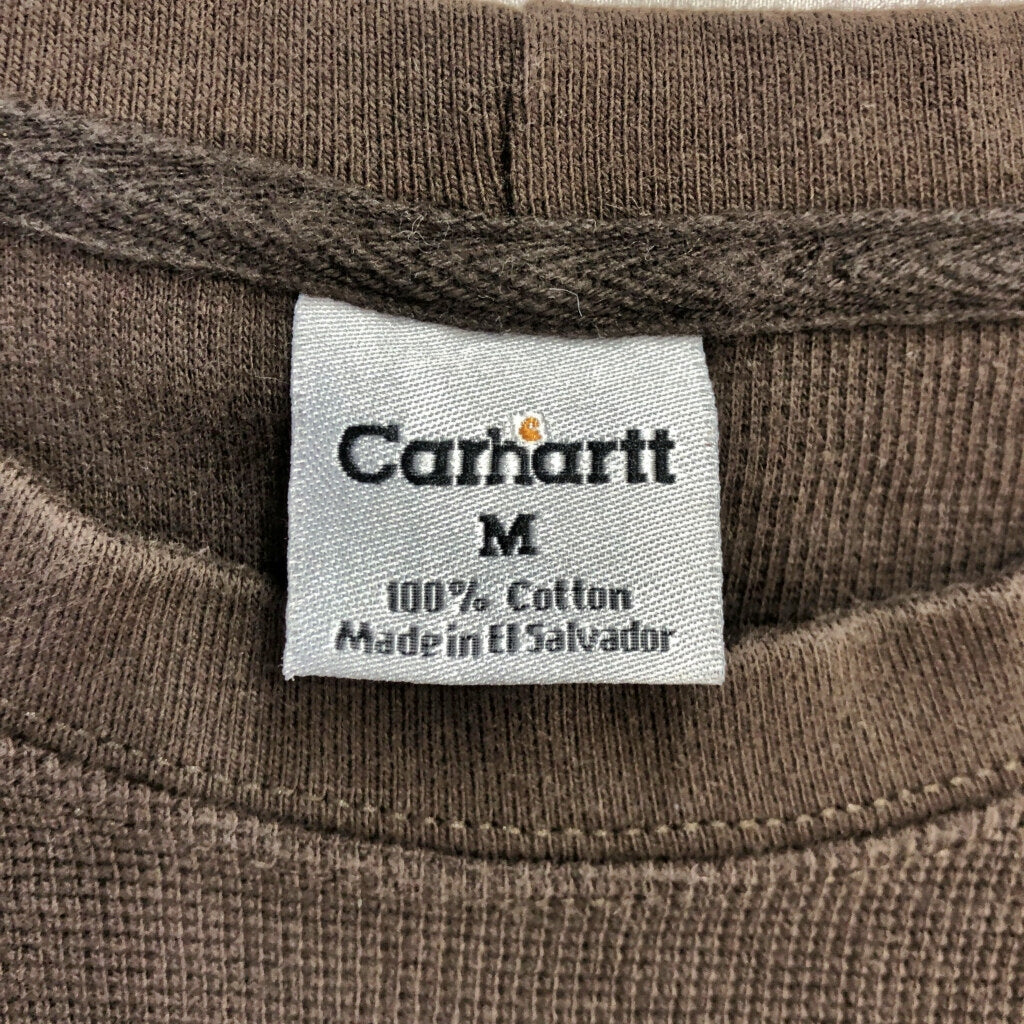 Carhartt
M
100% Cotton
Made in El Salvador